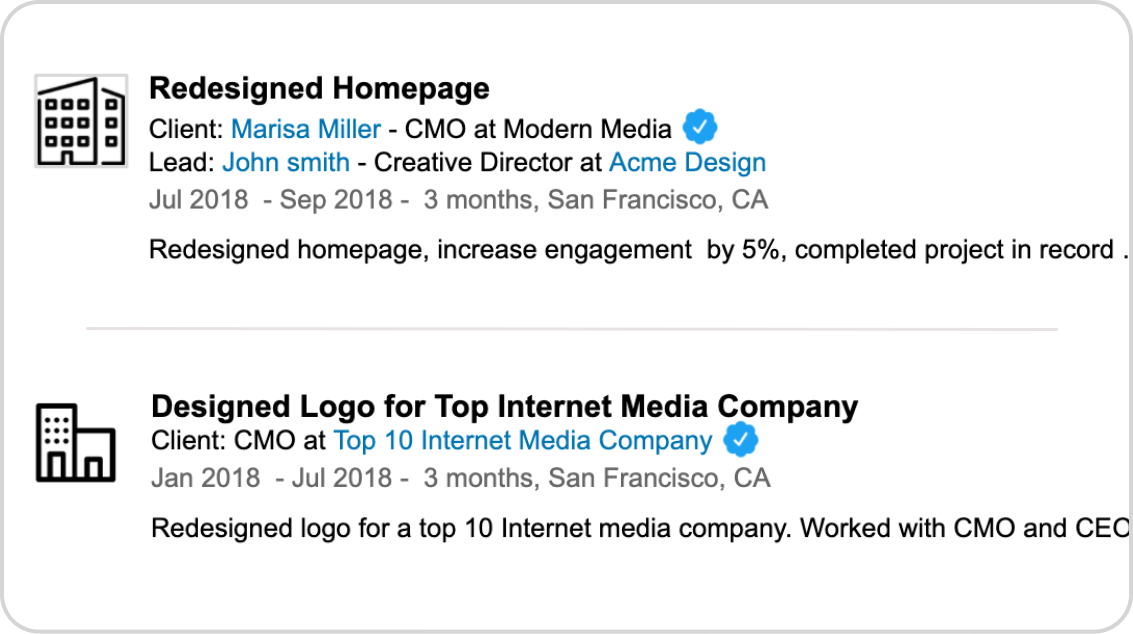 Redesigned Homepage
Client: Marisa Miller - CMO at Modern Media
Lead: John smith - Creative Director at Acme Design
Jul 2018 - Sep 2018 - 3 months, San Francisco, CA
Redesigned homepage, increase engagement by 5%, completed project in record .
Designed Logo for Top Internet Media Company
Client: CMO at Top 10 Internet Media Company
Jan 2018 - Jul 2018 - 3 months, San Francisco, CA
Redesigned logo for a top 10 Internet media company. Worked with CMO and CEO